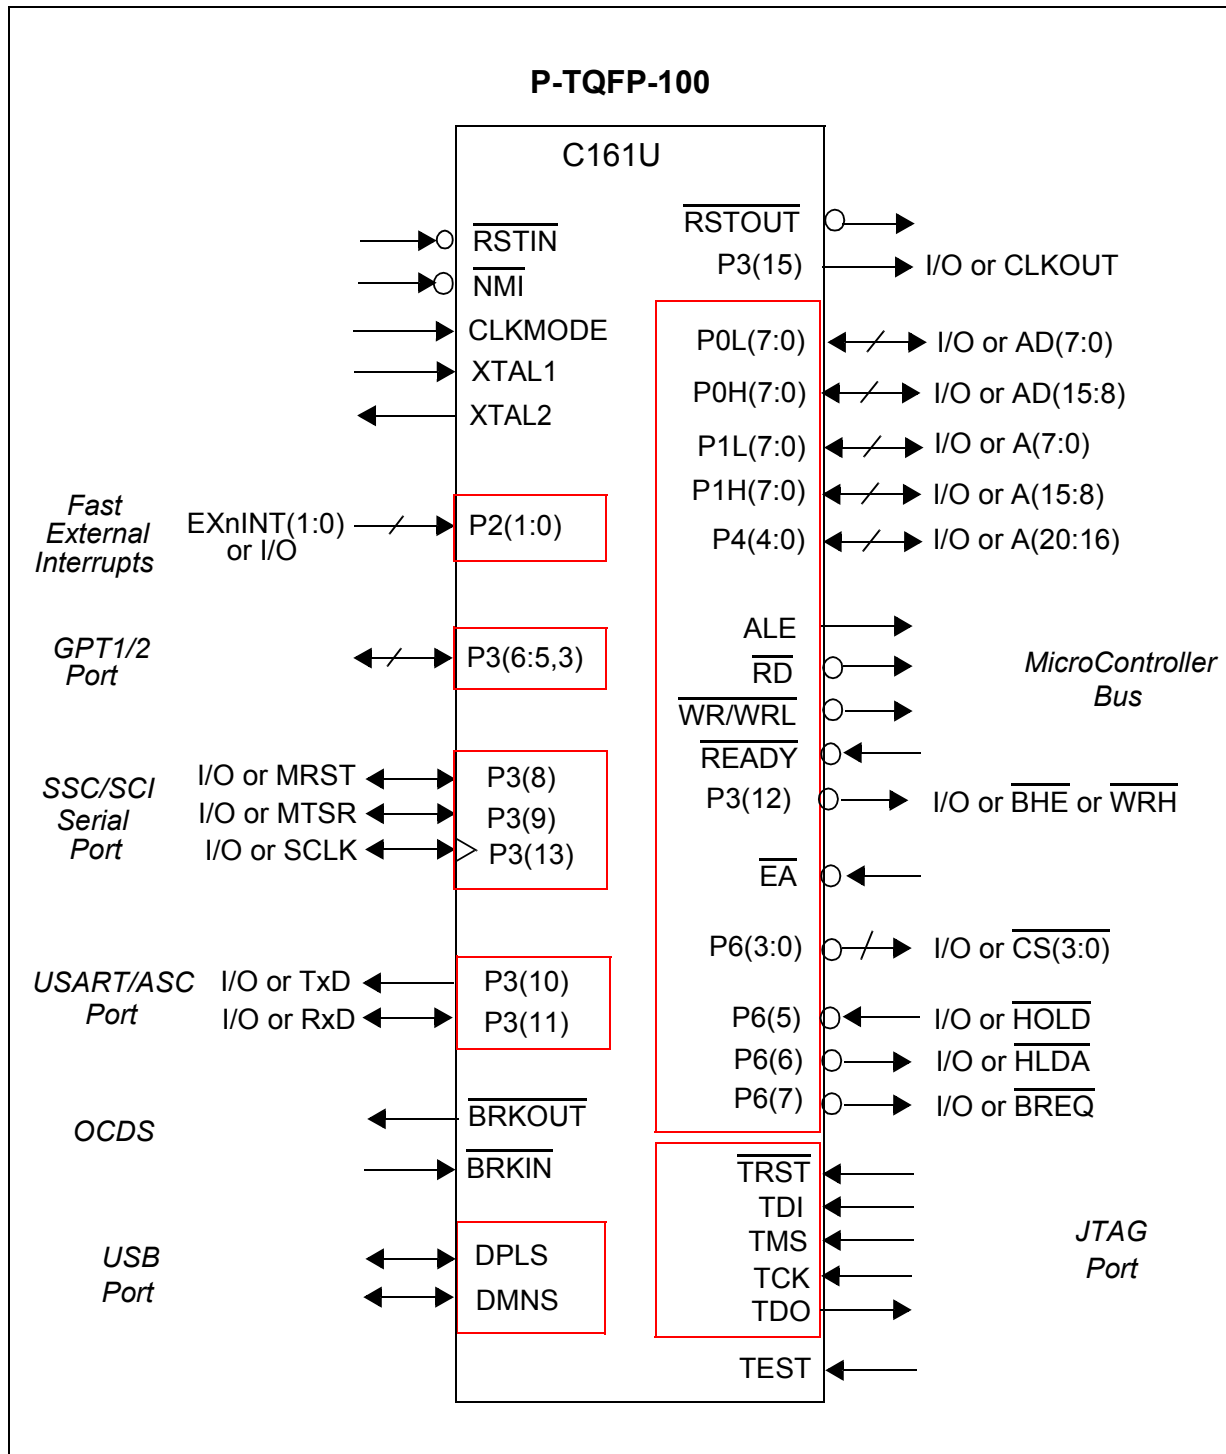 P-TQFP-100
C161U
RSTIN
NMI
CLKMODE
XTAL1
XTAL2
Fast
External
Interrupts
EXnINT(1:0)
or I/O
P2(1:0)
GPT1/2
Port
P3(6:5,3)
SSC/SCI
Serial
Port
I/O or MRST
I/O or MTSR
I/O or SCLK
P3(8)
P3(9)
P3(13)
USART/ASC
Port
I/O or TxD
I/O or RxD
P3(10)
P3(11)
OCDS
BRKOUT
BRKIN
USB
Port
DPLS
DMNS
RSTOUT
P3(15) I/O or CLKOUT
P0L(7:0) I/O or AD(7:0)
P0H(7:0) I/O or AD(15:8)
P1L(7:0) I/O or A(7:0)
P1H(7:0) I/O or A(15:8)
P4(4:0) I/O or A(20:16)
ALE
RD
WR/WRL
READY
P3(12) I/O or BHE or WRH
EA
P6(3:0) I/O or CS(3:0)
P6(5) I/O or HOLD
P6(6) I/O or HLDA
P6(7) I/O or BREQ
MicroController
Bus
TRST
TDI
TMS
TCK
TDO
JTAG
Port
TEST